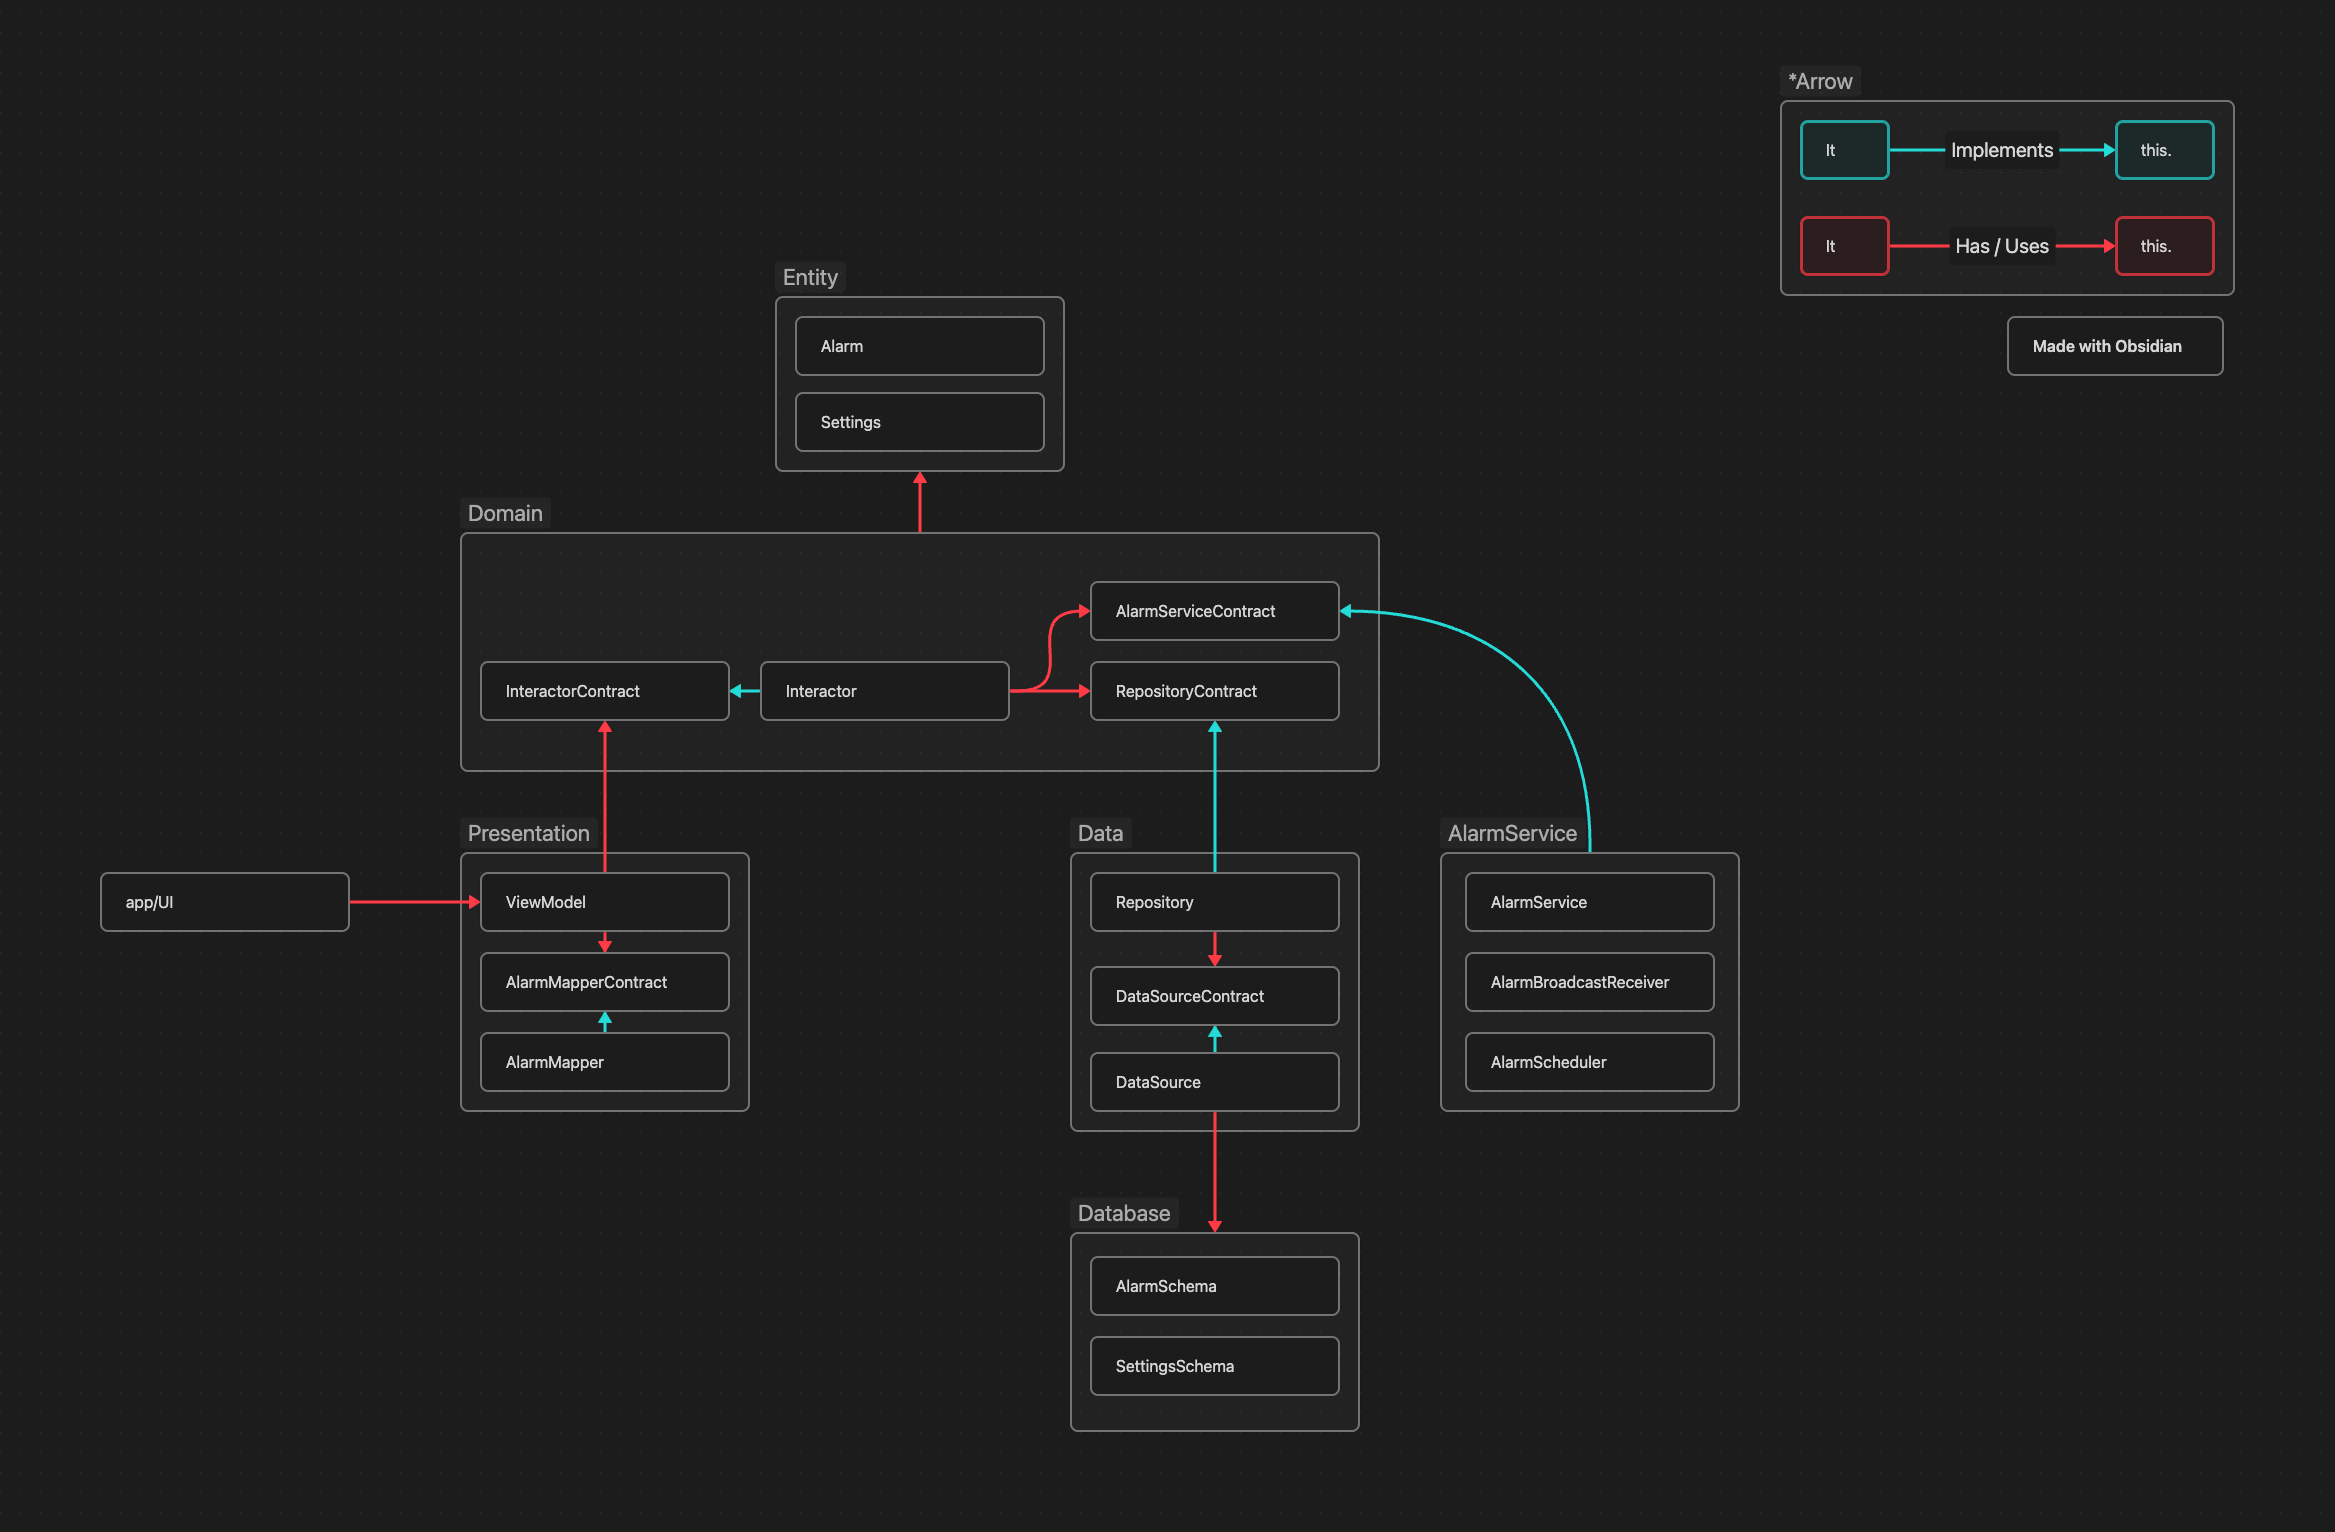 *Arrow
It
Implements
this.
It
Has / Uses
this.
Made with Obsidian
Entity
Alarm
Settings
Domain
AlarmServiceContract
InteractorContract
Interactor
RepositoryContract
Presentation
Data
AlarmService
app/UI
ViewModel
AlarmMapperContract
AlarmMapper
Repository
DataSourceContract
DataSource
AlarmService
AlarmBroadcastReceiver
AlarmScheduler
Database
AlarmSchema
SettingsSchema